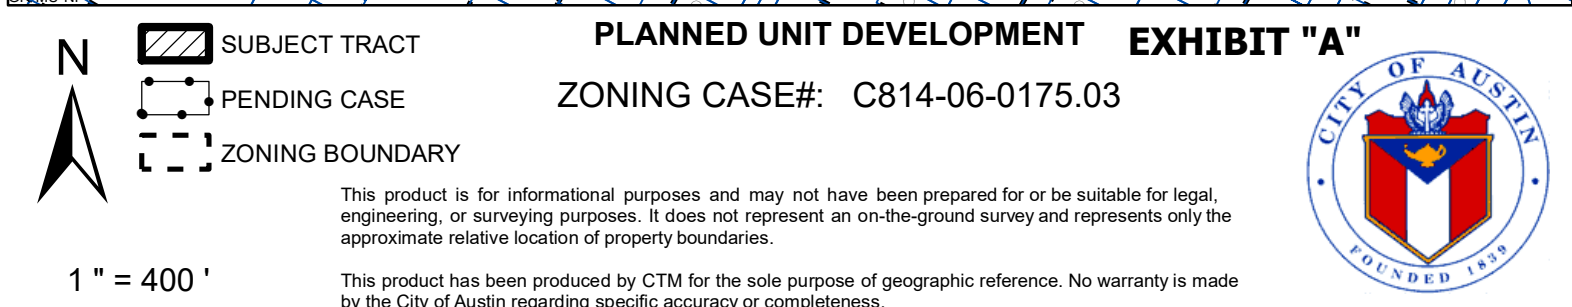 PLANNED UNIT DEVELOPMENT
EXHIBIT "A"
N
SUBJECT TRACT
PENDING CASE
ZONING BOUNDARY
ZONING CASE#: C814-06-0175.03
CITY OF AUSTIN
FOUNDED 1839
This product is for informational purposes and may not have been prepared for or be suitable for legal,
engineering, or surveying purposes. It does not represent an on-the-ground survey and represents only the
approximate relative location of property boundaries.
1 " = 400 '
This product has been produced by CTM for the sole purpose of geographic reference. No warranty is made
by the City of Austin regarding specific accuracy or completeness.